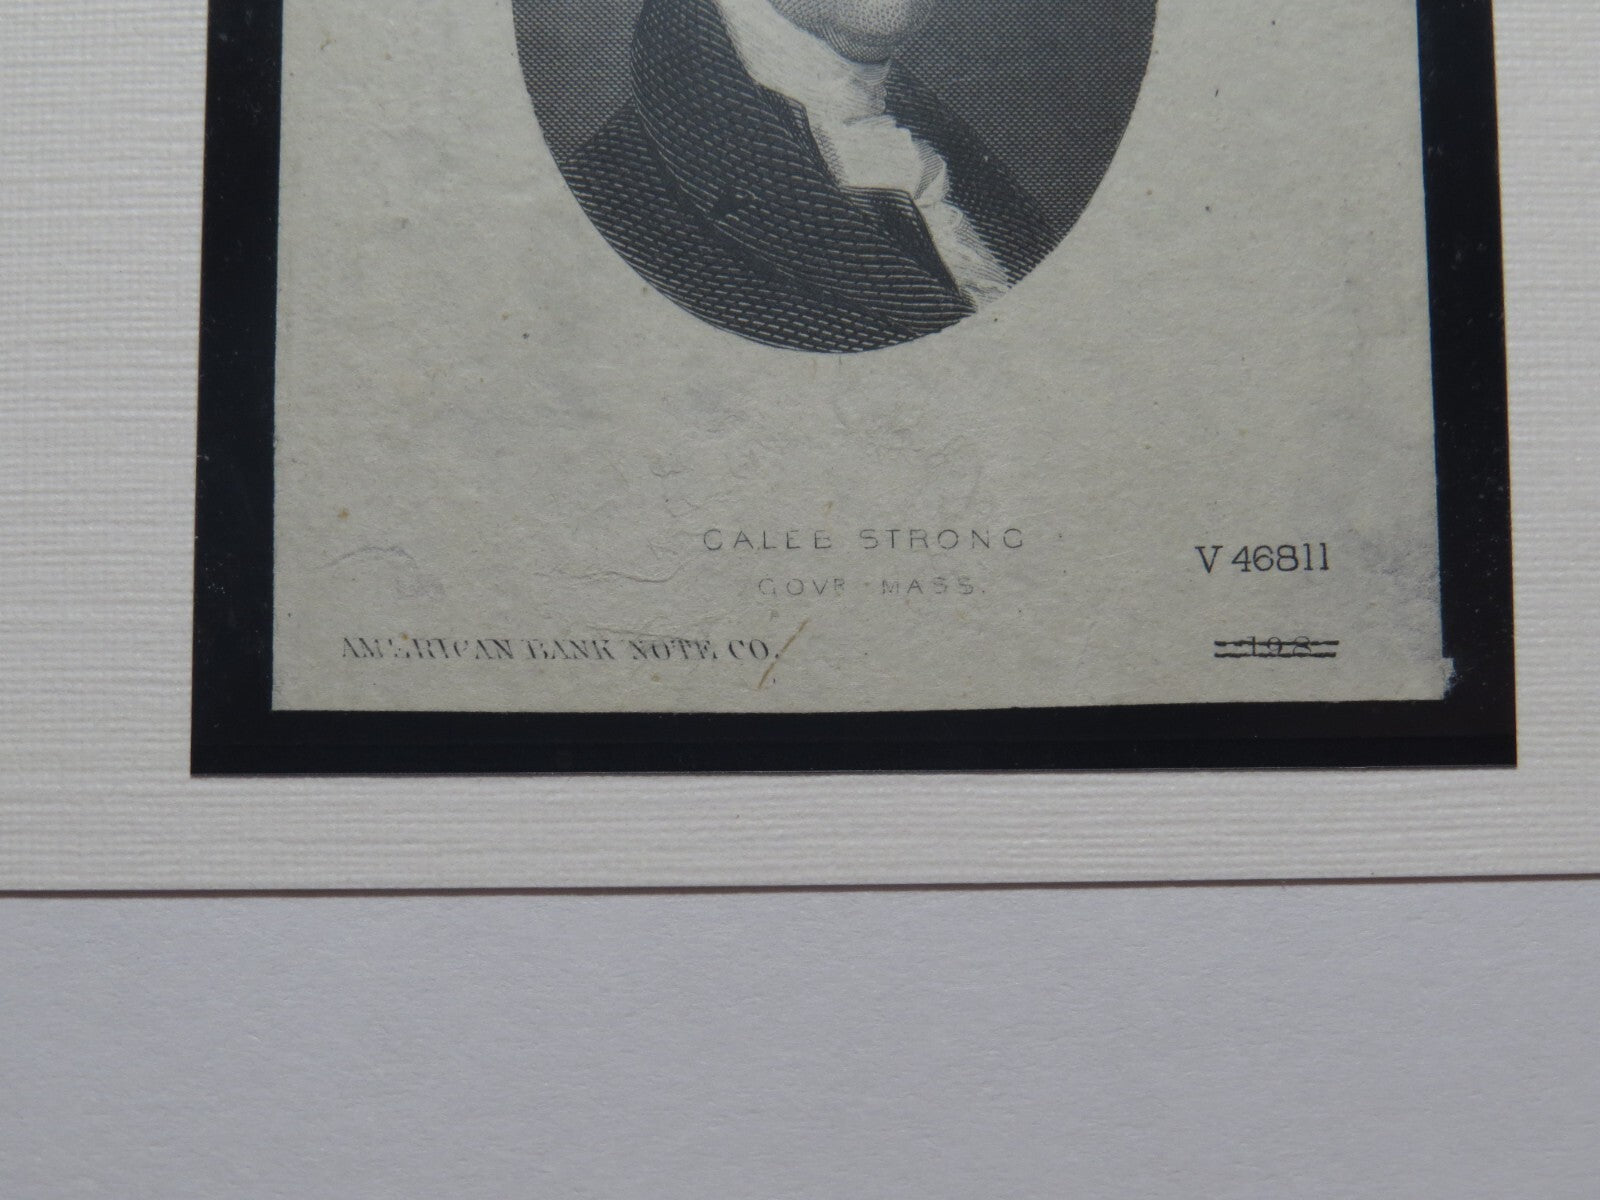 CALEB STRONG
GOVR MASS.
V 46811
AMERICAN BANK NOTE CO.
198